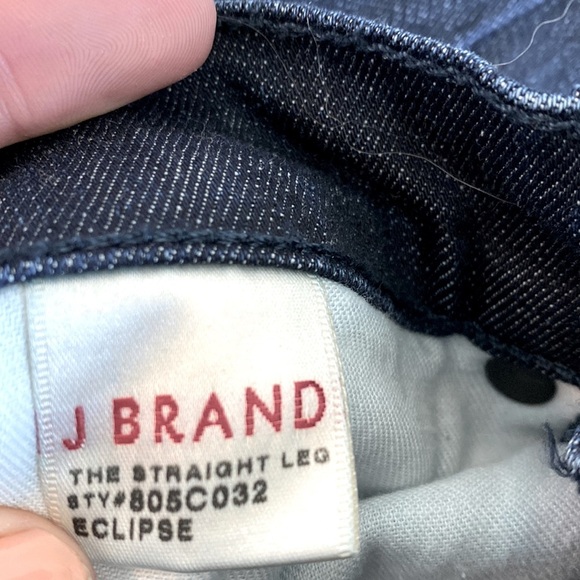 J BRAND
THE STRAIGHT LEG
STY#805C032
ECLIPSE